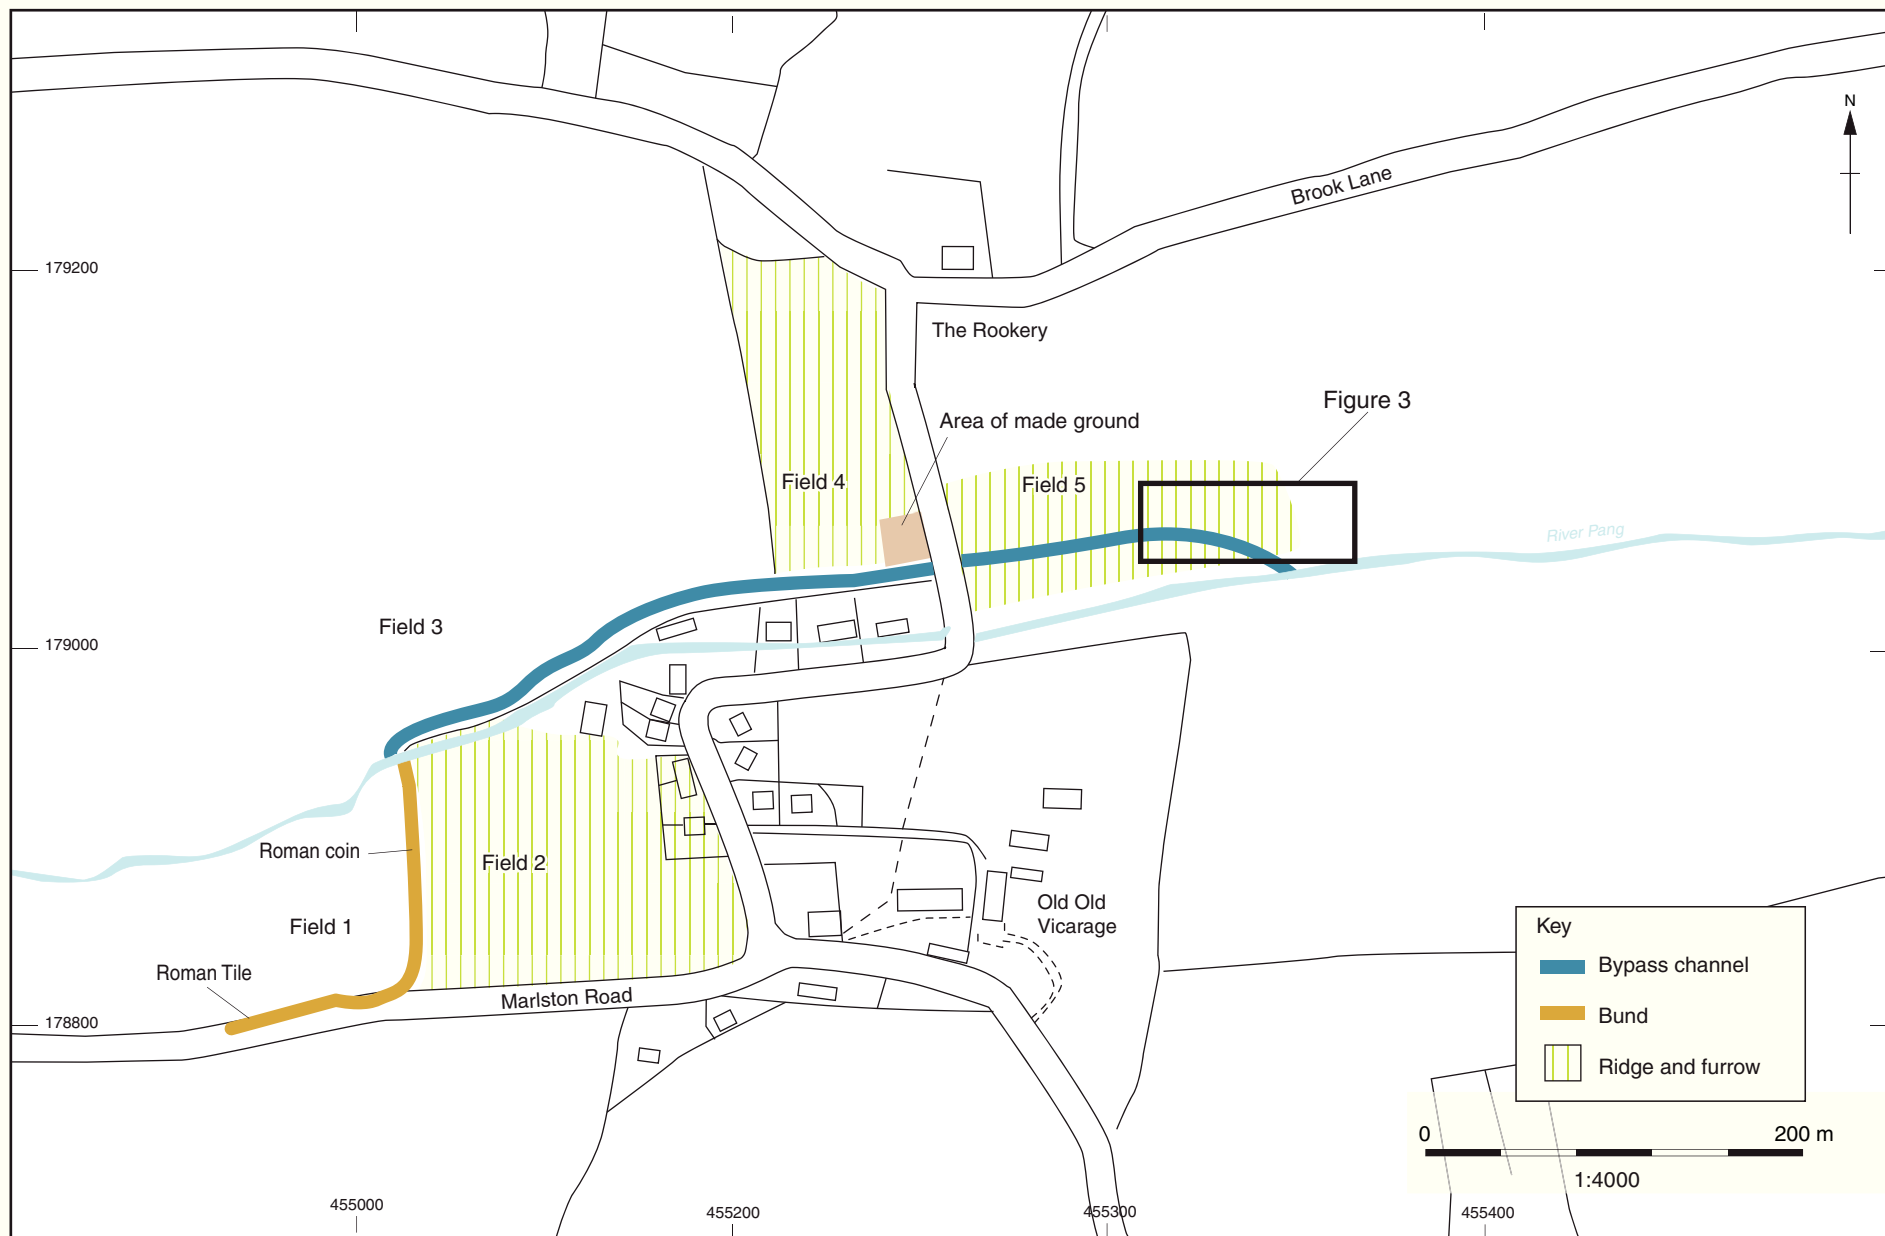 N
Brook Lane
179200
The Rookery
Figure 3
Area of made ground
Field 4
Field 5
River Pang
Field 3
179000
Roman coin
Field 2
Old Old
Vicarage
Field 1
Key
Roman Tile
Bypass channel
Marlston Road
Bund
178800
Ridge and furrow
0
200 m
1:4000
455000
455200
455300
455400